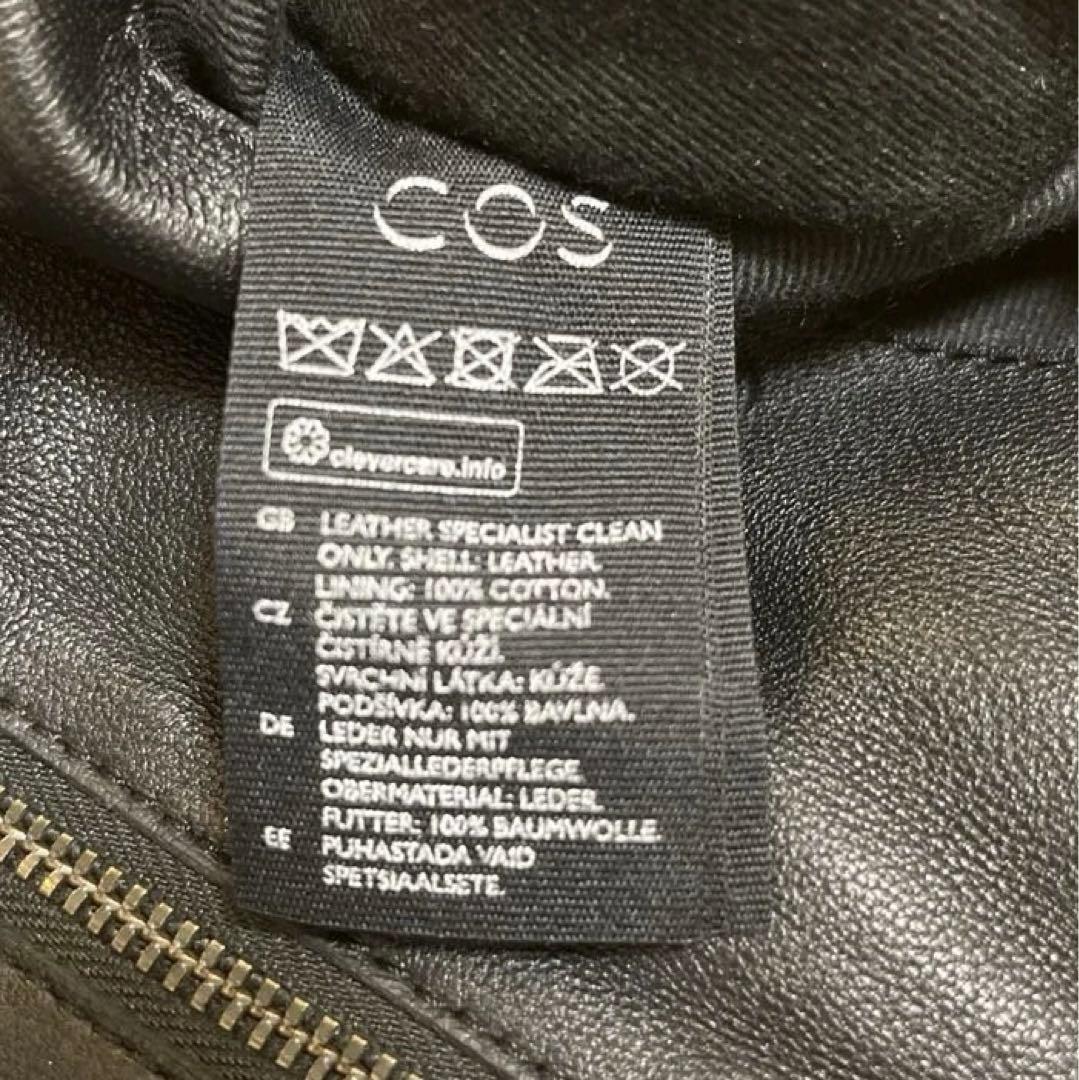 COS
clevercare.info
GB LEATHER SPECIALIST CLEAN
ONLY. SHELL: LEATHER.
LINING: 100% COTTON.
CZ ČISTĚTE VE SPECIÁLNÍ
ČISTÍRNĚ KŮŽÍ.
SVRCHNÍ LÁTKA: KŮŽE.
PODŠÍVKA: 100% BAVLNA.
DE LEDER NUR MIT
SPEZIALLEDERPFLEGE.
OBERMATERIAL: LEDER.
FUTTER: 100% BAUMWOLLE.
EE PUHASTADA VAID
SPETSIAALSETE.